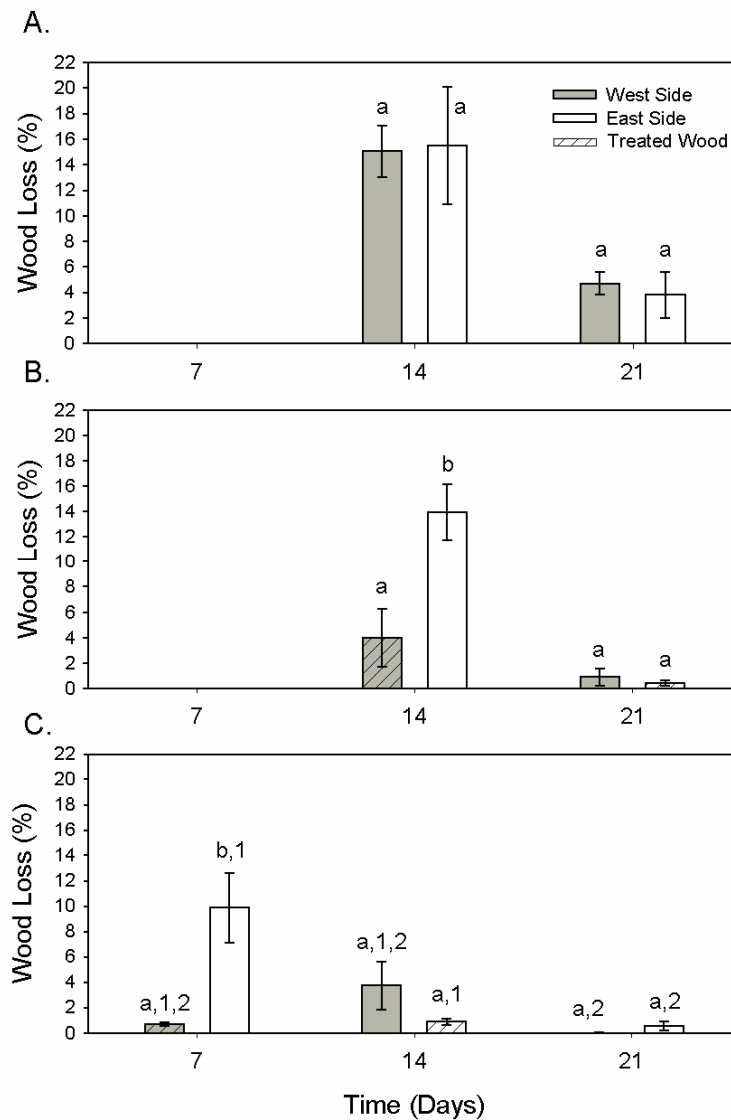 A.
22
20
18
16
14
12
10
8
6
4
2
0
Wood Loss (%)
a a
a a
West Side
East Side
Treated Wood
7 14 21
B.
22
20
18
16
14
12
10
8
6
4
2
0
Wood Loss (%)
b
a
a a
7 14 21
C.
22
20
18
16
14
12
10
8
6
4
2
0
Wood Loss (%)
b,1
a,1,2
a,1,2
a,1
a,2 a,2
7 14 21
Time (Days)